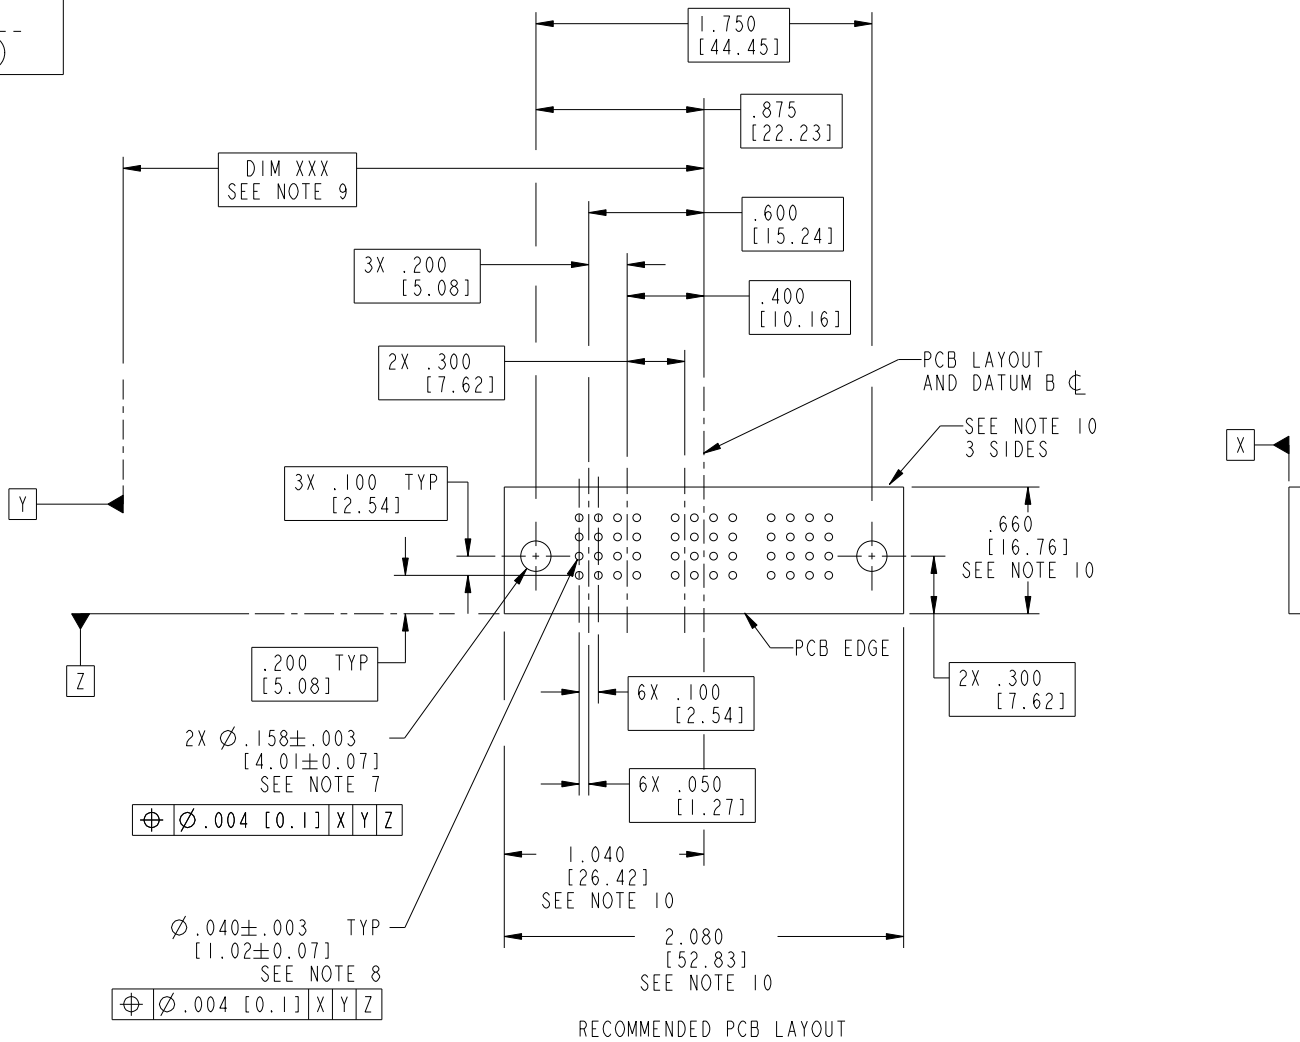 1.750
[44.45]
.875
[22.23]
DIM XXX
SEE NOTE 9
.600
[15.24]
3X .200
[5.08]
.400
[10.16]
2X .300
[7.62]
PCB LAYOUT
AND DATUM B ℄
SEE NOTE 10
3 SIDES
X
3X .100 TYP
[2.54]
Y
.660
[16.76]
SEE NOTE 10
PCB EDGE
Z
.200 TYP
[5.08]
6X .100
[2.54]
2X .300
[7.62]
2X Ø.158±.003
[4.01±0.07]
SEE NOTE 7
⌖ Ø.004 [0.1] X Y Z
6X .050
[1.27]
1.040
[26.42]
SEE NOTE 10
Ø.040±.003 TYP
[1.02±0.07]
SEE NOTE 8
⌖ Ø.004 [0.1] X Y Z
2.080
[52.83]
SEE NOTE 10
RECOMMENDED PCB LAYOUT